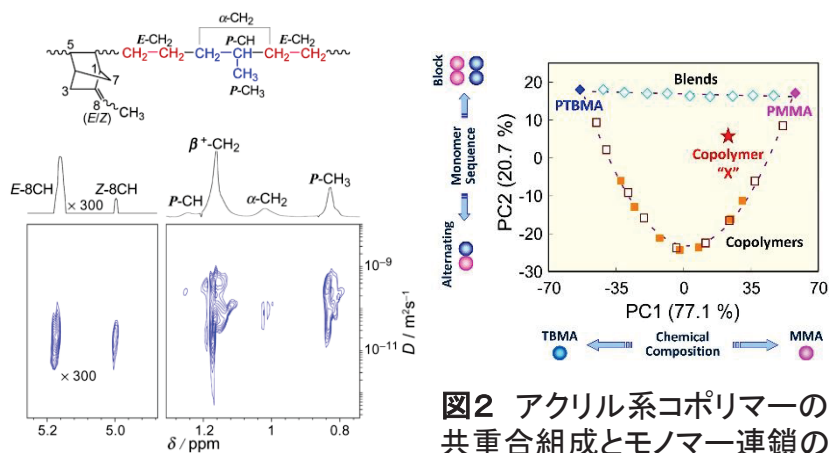 α-CH₂
E-CH₂ P-CH E-CH₂
5 CH₂-CH₂-CH₂-CH-CH₂-CH₂-CH₂
1 7 CH₃
3 P-CH₃
8 CH₃
(E/Z)
β⁺-CH₂
E-8CH Z-8CH P-CH α-CH₂ P-CH₃
× 300
10⁻⁹
10⁻¹¹
D / m²s⁻¹
× 300
5.2 5.0 1.2 1 0.8
δ / ppm
Block
Monomer Sequence
Alternating
PC2 (20.7 %)
20
10
0
-10
-20
-30
Blends
PTBMA
PMMA
Copolymer
"X"
Copolymers
-70 -35 0 35 70
PC1 (77.1 %)
TBMA Chemical Composition MMA
図2 アクリル系コポリマーの
共重合組成とモノマー連鎖の